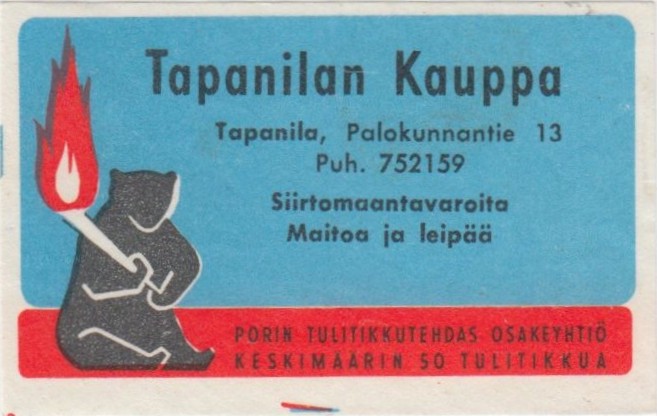 Tapanilan Kauppa
Tapanila, Palokunnantie 13
Puh. 752159
Siirtomaantavaroita
Maitoa ja leipää
PORIN TULITIKKUTEHDAS OSAKEYHTIÖ
KESKIMÄÄRIN 50 TULITIKKUA